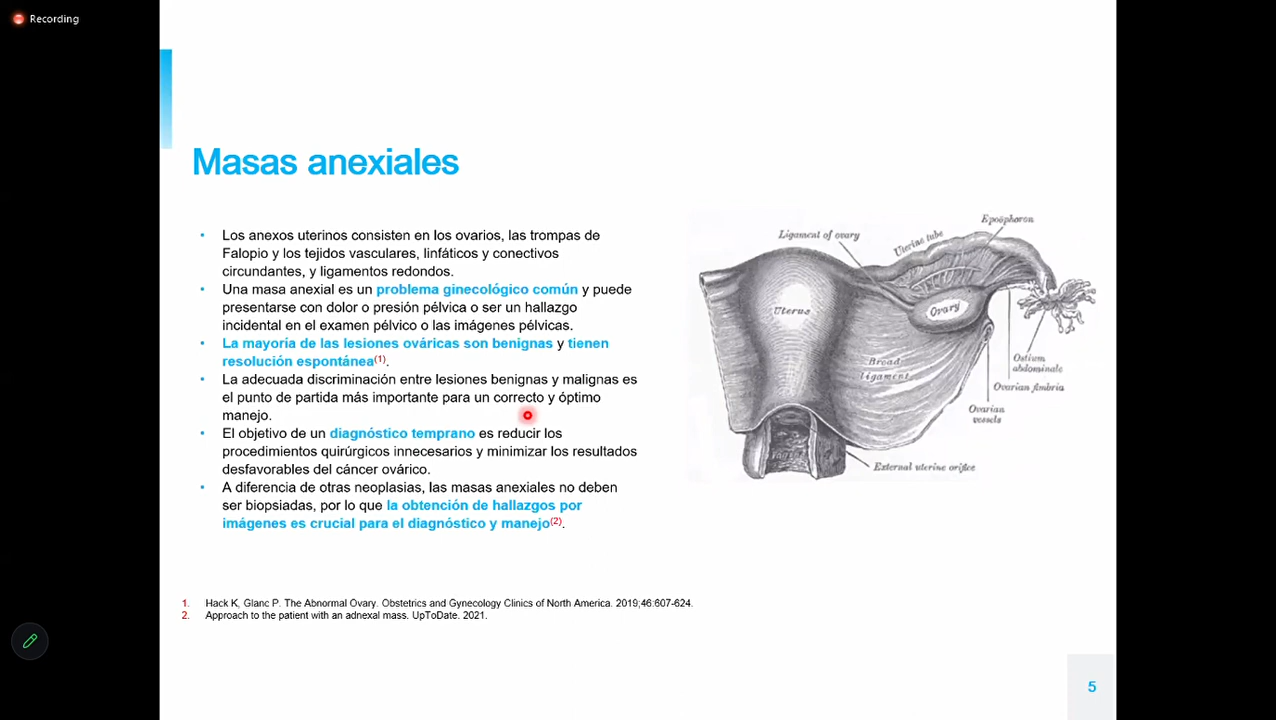 Recording
Masas anexiales
• Los anexos uterinos consisten en los ovarios, las trompas de
Falopio y los tejidos vasculares, linfáticos y conectivos
circundantes, y ligamentos redondos.
• Una masa anexial es un problema ginecológico común y puede
presentarse con dolor o presión pélvica o ser un hallazgo
incidental en el examen pélvico o las imágenes pélvicas.
• La mayoría de las lesiones ováricas son benignas y tienen
resolución espontánea(1).
• La adecuada discriminación entre lesiones benignas y malignas es
el punto de partida más importante para un correcto y óptimo
manejo.
• El objetivo de un diagnóstico temprano es reducir los
procedimientos quirúrgicos innecesarios y minimizar los resultados
desfavorables del cáncer ovárico.
• A diferencia de otras neoplasias, las masas anexiales no deben
ser biopsiadas, por lo que la obtención de hallazgos por
imágenes es crucial para el diagnóstico y manejo(2).
Epoöphoron
Ligament of ovary
Uterine tube
Uterus
Ovary
Broad
ligament
Ostium
abdominale
Ovarian fimbria
Ovarian
vessels
Vagina
External uterine orifice
1. Hack K, Glanc P. The Abnormal Ovary. Obstetrics and Gynecology Clinics of North America. 2019;46:607-624.
2. Approach to the patient with an adnexal mass. UpToDate. 2021.
5